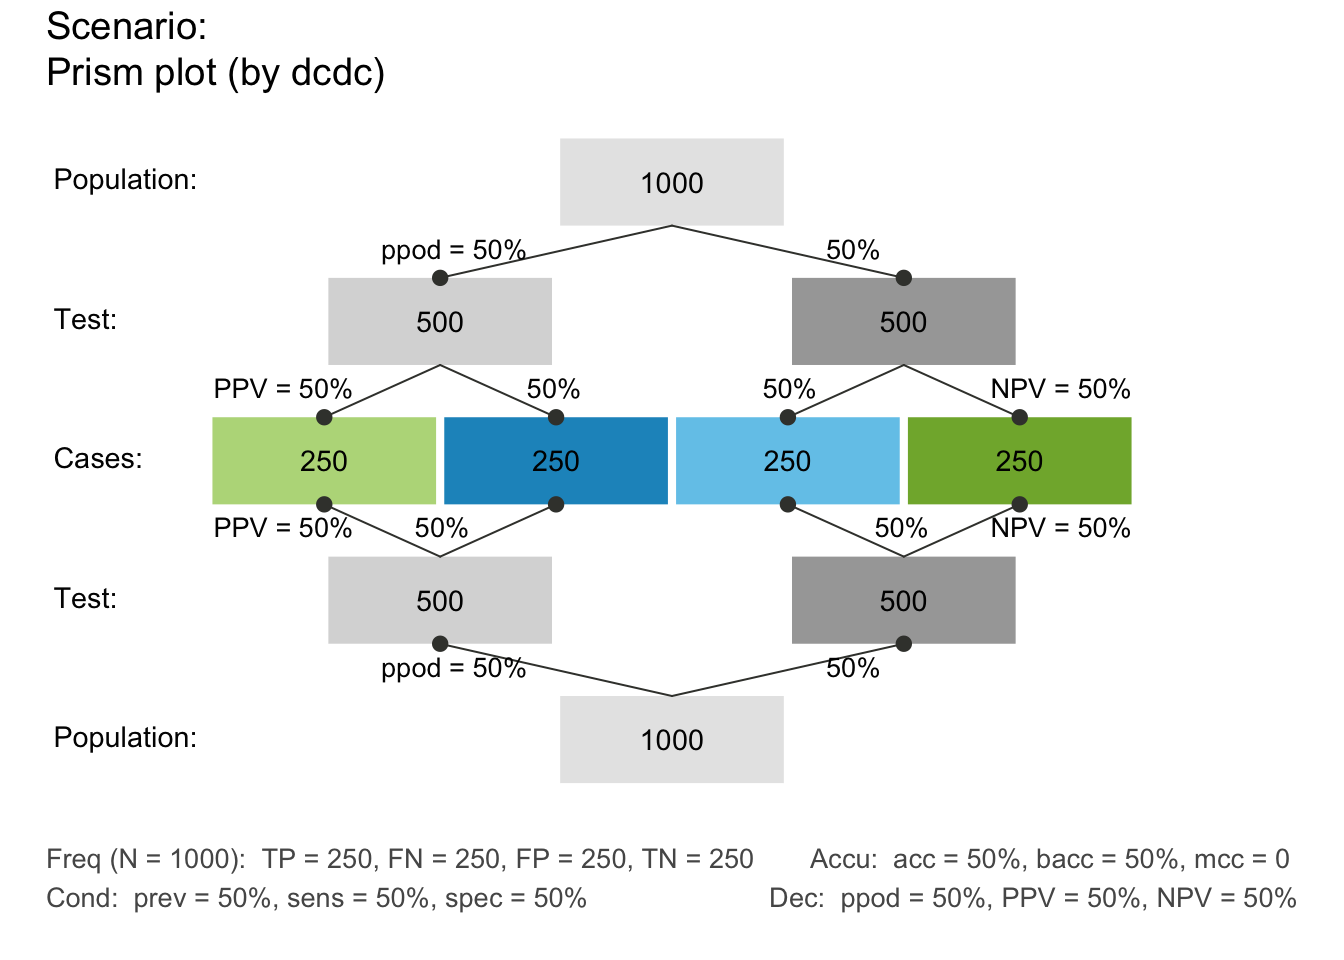 Scenario:
Prism plot (by dcdc)
Population:
1000
ppod = 50%
50%
Test:
500
500
PPV = 50%
50%
50%
NPV = 50%
Cases:
250
250
250
250
PPV = 50%
50%
50%
NPV = 50%
Test:
500
500
ppod = 50%
50%
Population:
1000
Freq (N = 1000):  TP = 250, FN = 250, FP = 250, TN = 250
Accu:  acc = 50%, bacc = 50%, mcc = 0
Cond:  prev = 50%, sens = 50%, spec = 50%
Dec:  ppod = 50%, PPV = 50%, NPV = 50%